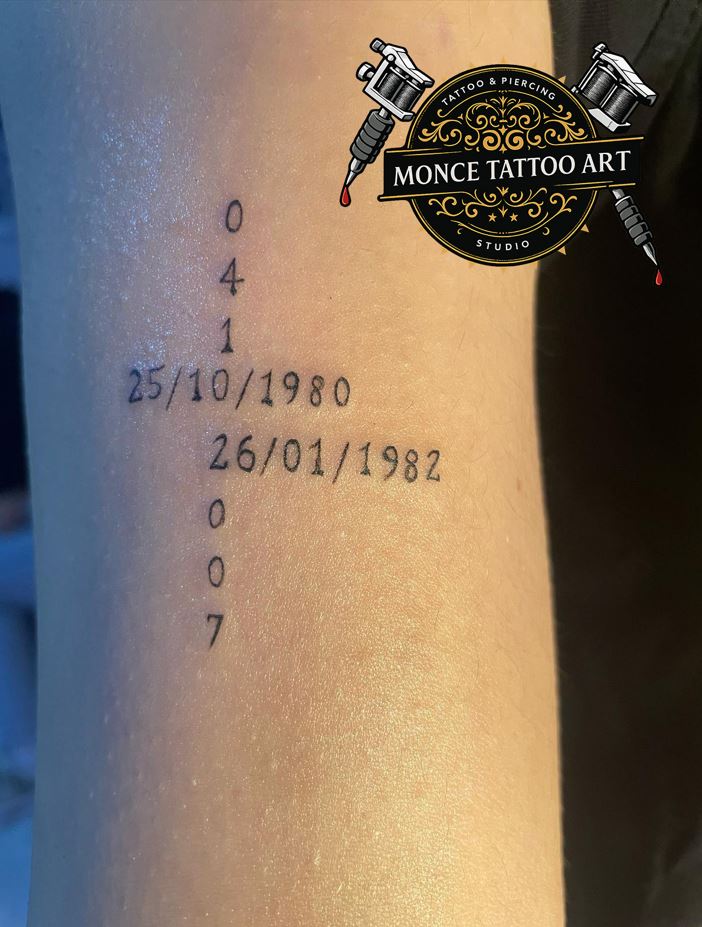 TATTOO & PIERCING
MONCE TATTOO ART
STUDIO
0
4
1
25/10/1980
26/01/1982
0
0
7